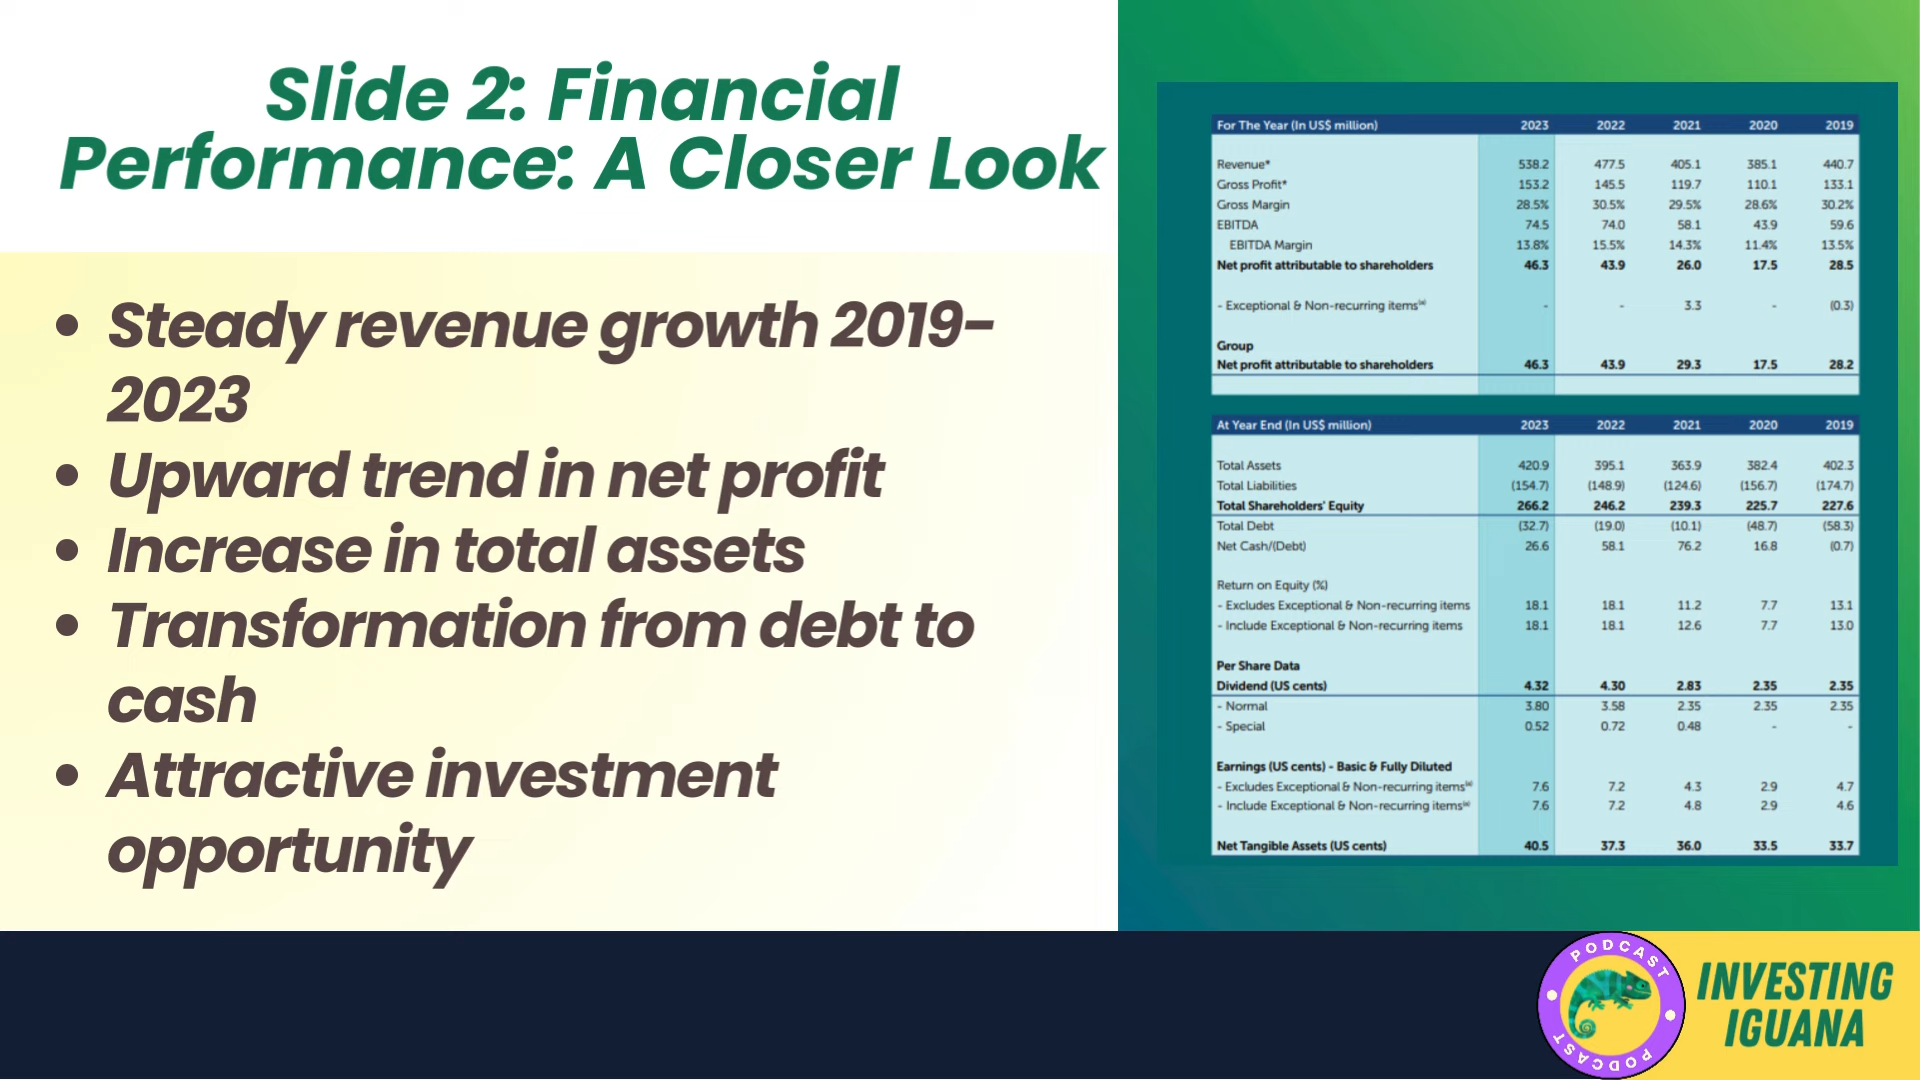 Slide 2: Financial
Performance: A Closer Look
• Steady revenue growth 2019-
2023
• Upward trend in net profit
• Increase in total assets
• Transformation from debt to
cash
• Attractive investment
opportunity
For The Year (In US$ million) 2023 2022 2021 2020 2019
Revenue* 538.2 477.5 405.1 385.1 440.7
Gross Profit* 153.2 145.5 119.7 110.1 133.1
Gross Margin 28.5% 30.5% 29.5% 28.6% 30.2%
EBITDA 74.5 74.0 58.1 43.9 59.6
EBITDA Margin 13.8% 15.5% 14.3% 11.4% 13.5%
Net profit attributable to shareholders 46.3 43.9 26.0 17.5 28.5
- Exceptional & Non-recurring items(a) - - 3.3 - (0.3)
Group
Net profit attributable to shareholders 46.3 43.9 29.3 17.5 28.2
At Year End (In US$ million) 2023 2022 2021 2020 2019
Total Assets 420.9 395.1 363.9 382.4 402.3
Total Liabilities (154.7) (148.9) (124.6) (156.7) (174.7)
Total Shareholders' Equity 266.2 246.2 239.3 225.7 227.6
Total Debt (32.7) (19.0) (10.1) (48.7) (58.3)
Net Cash/(Debt) 26.6 58.1 76.2 16.8 (0.7)
Return on Equity (%)
- Excludes Exceptional & Non-recurring items 18.1 18.1 11.2 7.7 13.1
- Include Exceptional & Non-recurring items 18.1 18.1 12.6 7.7 13.0
Per Share Data
Dividend (US cents) 4.32 4.30 2.83 2.35 2.35
- Normal 3.80 3.58 2.35 2.35 2.35
- Special 0.52 0.72 0.48 - -
Earnings (US cents) - Basic & Fully Diluted
- Excludes Exceptional & Non-recurring items(a) 7.6 7.2 4.3 2.9 4.7
- Include Exceptional & Non-recurring items(a) 7.6 7.2 4.8 2.9 4.6
Net Tangible Assets (US cents) 40.5 37.3 36.0 33.5 33.7
PODCAST
PODCAST
INVESTING
IGUANA